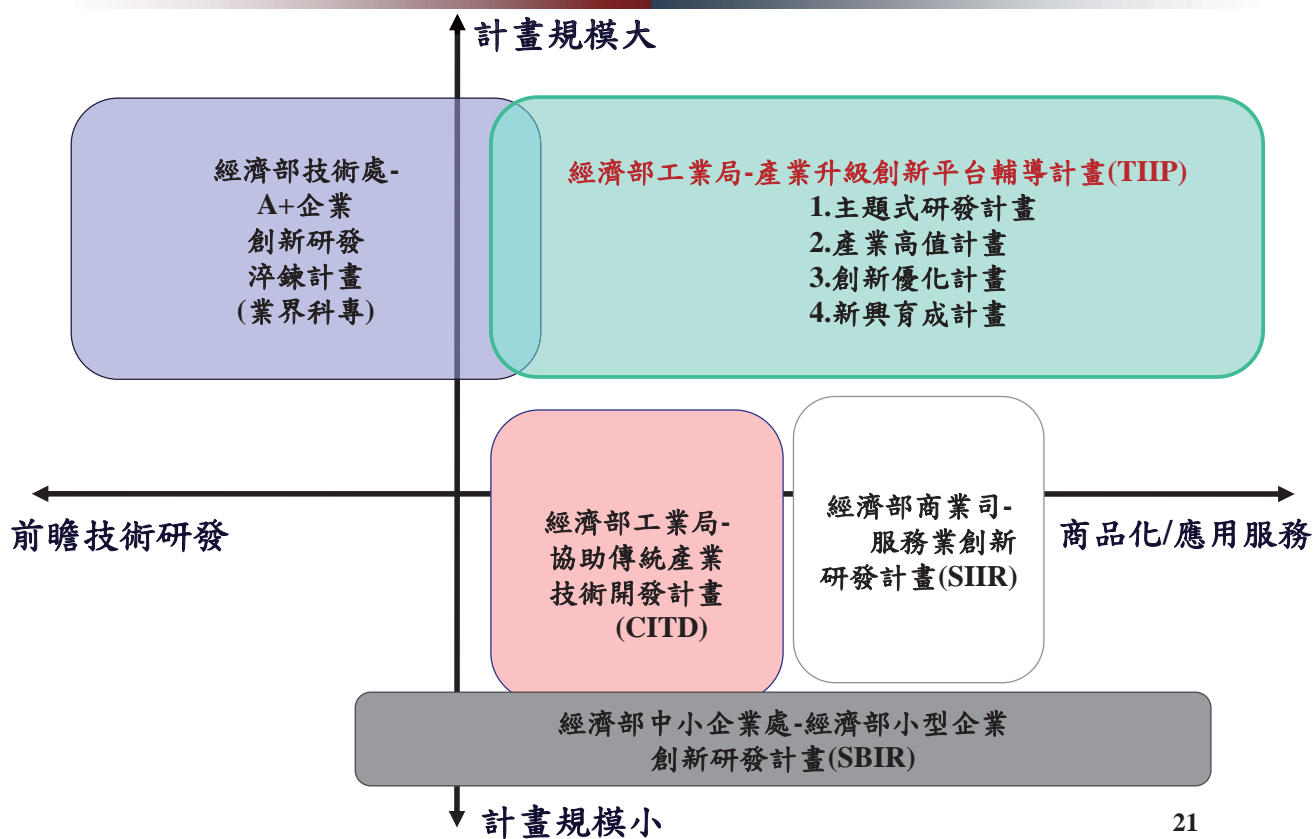 計畫規模大
經濟部技術處-
A+企業
創新研發
淬鍊計畫
(業界科專)
經濟部工業局-產業升級創新平台輔導計畫(TIIP)
1.主題式研發計畫
2.產業高值計畫
3.創新優化計畫
4.新興育成計畫
前瞻技術研發
經濟部工業局-
協助傳統產業
技術開發計畫
(CITD)
經濟部商業司-
服務業創新
研發計畫(SIIR)
商品化/應用服務
經濟部中小企業處-經濟部小型企業
創新研發計畫(SBIR)
計畫規模小
21